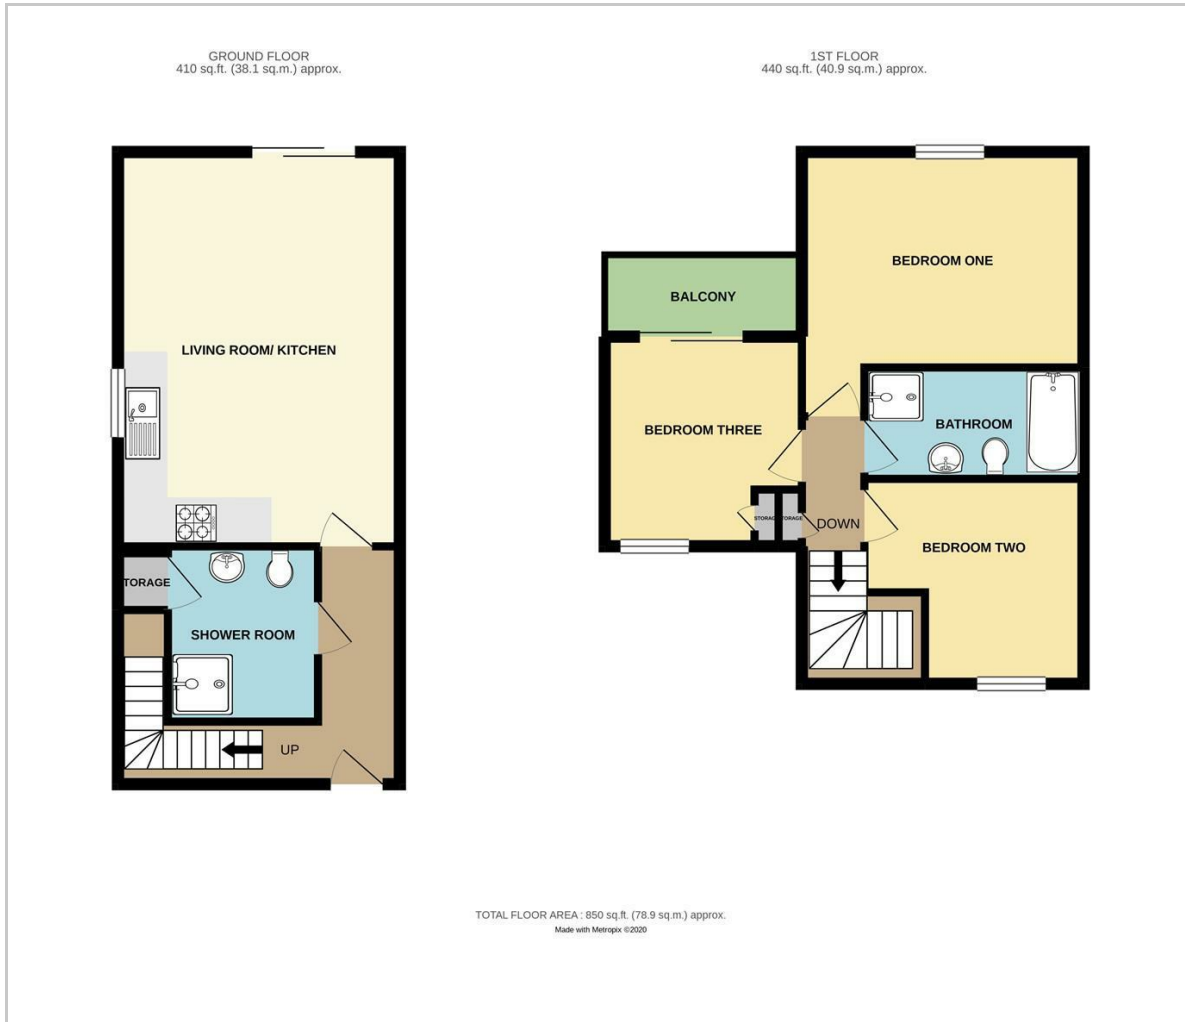 GROUND FLOOR
410 sq.ft. (38.1 sq.m.) approx.
1ST FLOOR
440 sq.ft. (40.9 sq.m.) approx.
LIVING ROOM/ KITCHEN
TORAGE
SHOWER ROOM
UP
BEDROOM ONE
BALCONY
BEDROOM THREE
BATHROOM
STORAGE
TORAGE
DOWN
BEDROOM TWO
TOTAL FLOOR AREA : 850 sq.ft. (78.9 sq.m.) approx.
Made with Metropix ©2020